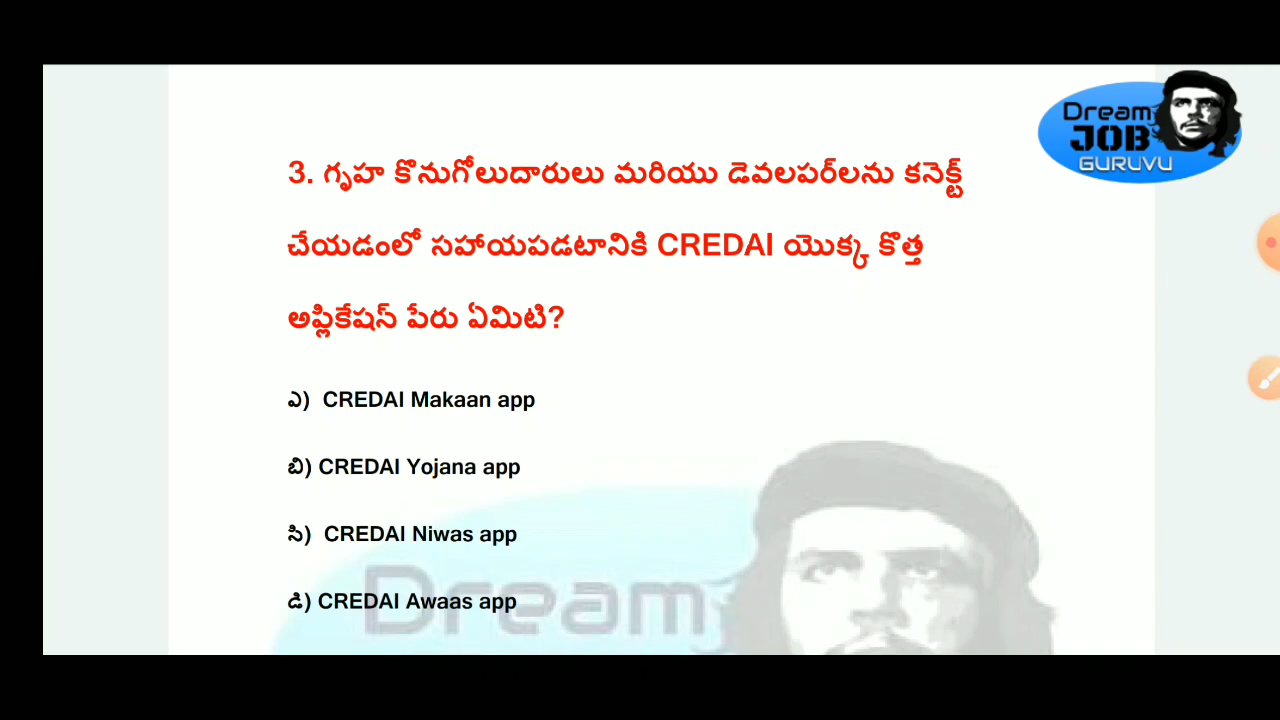 Dream
JOB
GURUVU
3. గృహ కొనుగోలుదారులు మరియు డెవలపర్‌లను కనెక్ట్
చేయడంలో సహాయపడటానికి CREDAI యొక్క కొత్త
అప్లికేషన్ పేరు ఏమిటి?
ఎ) CREDAI Makaan app
బి) CREDAI Yojana app
సి) CREDAI Niwas app
డి) CREDAI Awaas app
Dream